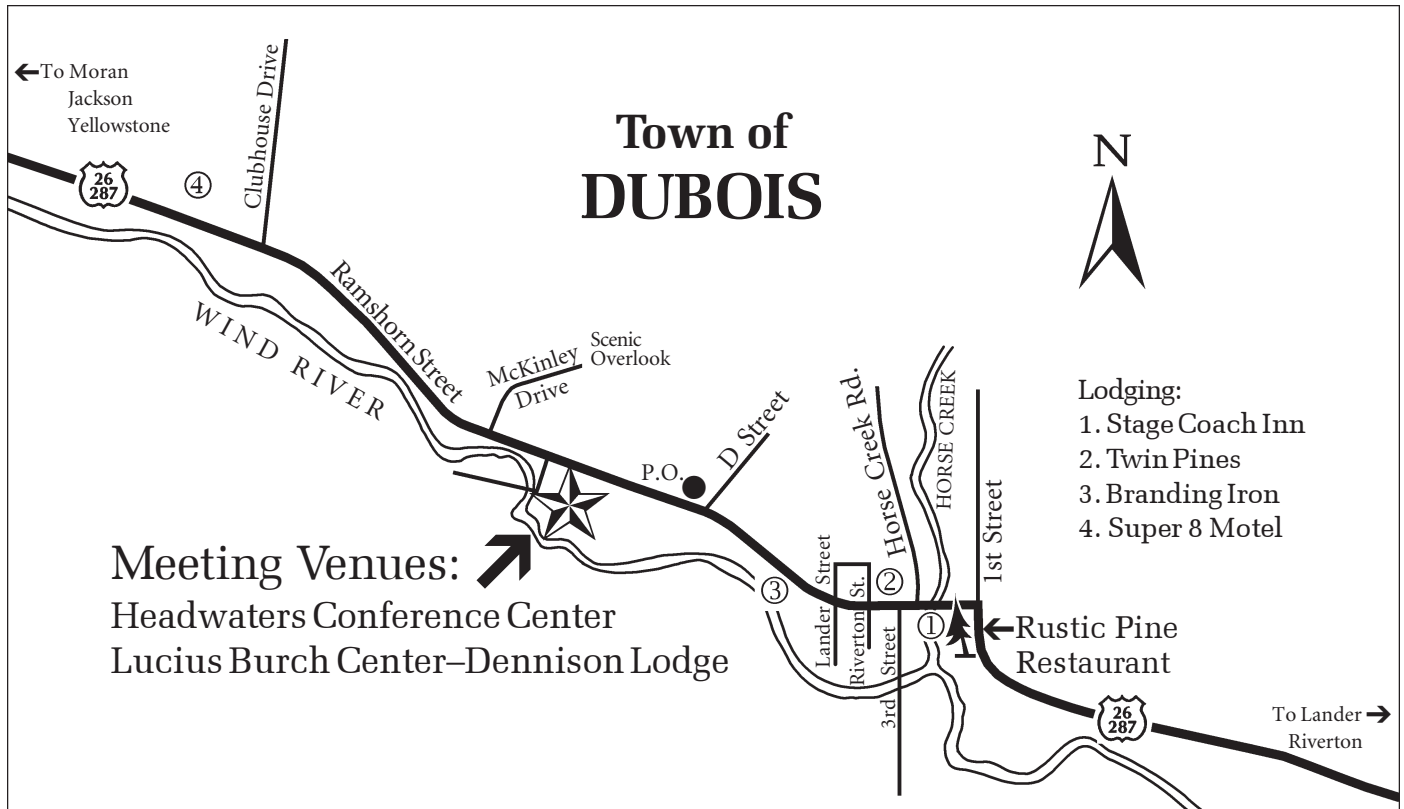 Town of
DUBOIS
←To Moran
Jackson
Yellowstone
26
287
4
Clubhouse Drive
N
Ramshorn Street
WIND RIVER
McKinley
Drive
Scenic
Overlook
P.O.
D Street
Horse Creek Rd.
HORSE CREEK
1st Street
Lodging:
1. Stage Coach Inn
2. Twin Pines
3. Branding Iron
4. Super 8 Motel
Meeting Venues:
Headwaters Conference Center
Lucius Burch Center–Dennison Lodge
3
Lander Street
Riverton St.
2
3rd Street
1
←Rustic Pine
Restaurant
26
287
To Lander→
Riverton